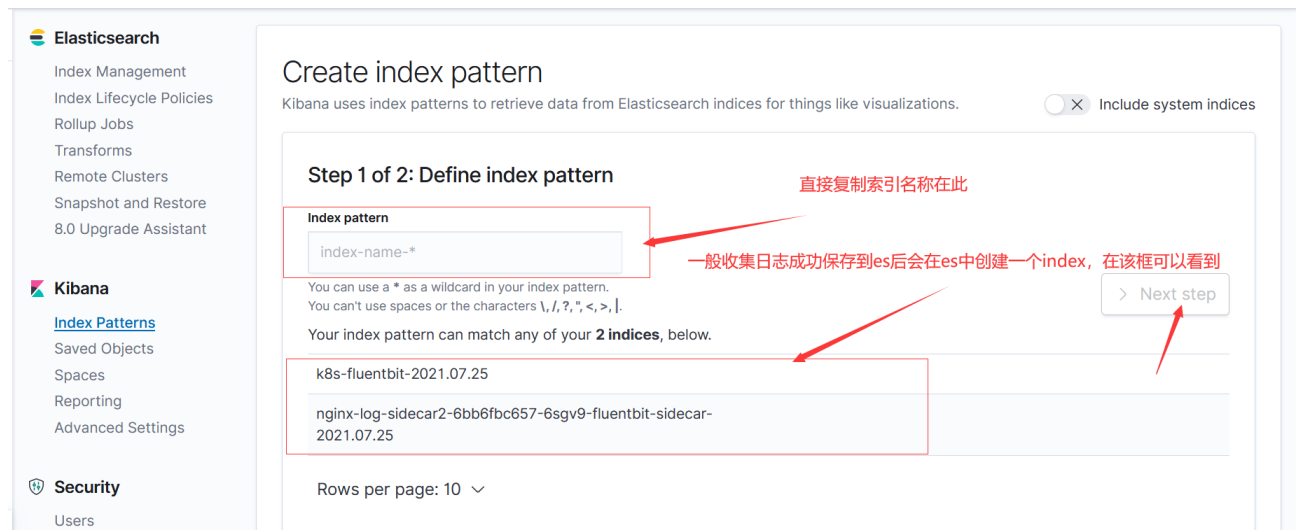 Elasticsearch
Index Management
Index Lifecycle Policies
Rollup Jobs
Transforms
Remote Clusters
Snapshot and Restore
8.0 Upgrade Assistant
Kibana
Index Patterns
Saved Objects
Spaces
Reporting
Advanced Settings
Security
Users
Create index pattern
Kibana uses index patterns to retrieve data from Elasticsearch indices for things like visualizations.
Include system indices
Step 1 of 2: Define index pattern
直接复制索引名称在此
Index pattern
index-name-*
一般收集日志成功保存到es后会在es中创建一个index，在该框可以看到
You can use a * as a wildcard in your index pattern.
You can't use spaces or the characters \, /, ?, ", <, >, |.
Next step
Your index pattern can match any of your 2 indices, below.
k8s-fluentbit-2021.07.25
nginx-log-sidecar2-6bb6fbc657-6sgv9-fluentbit-sidecar-
2021.07.25
Rows per page: 10